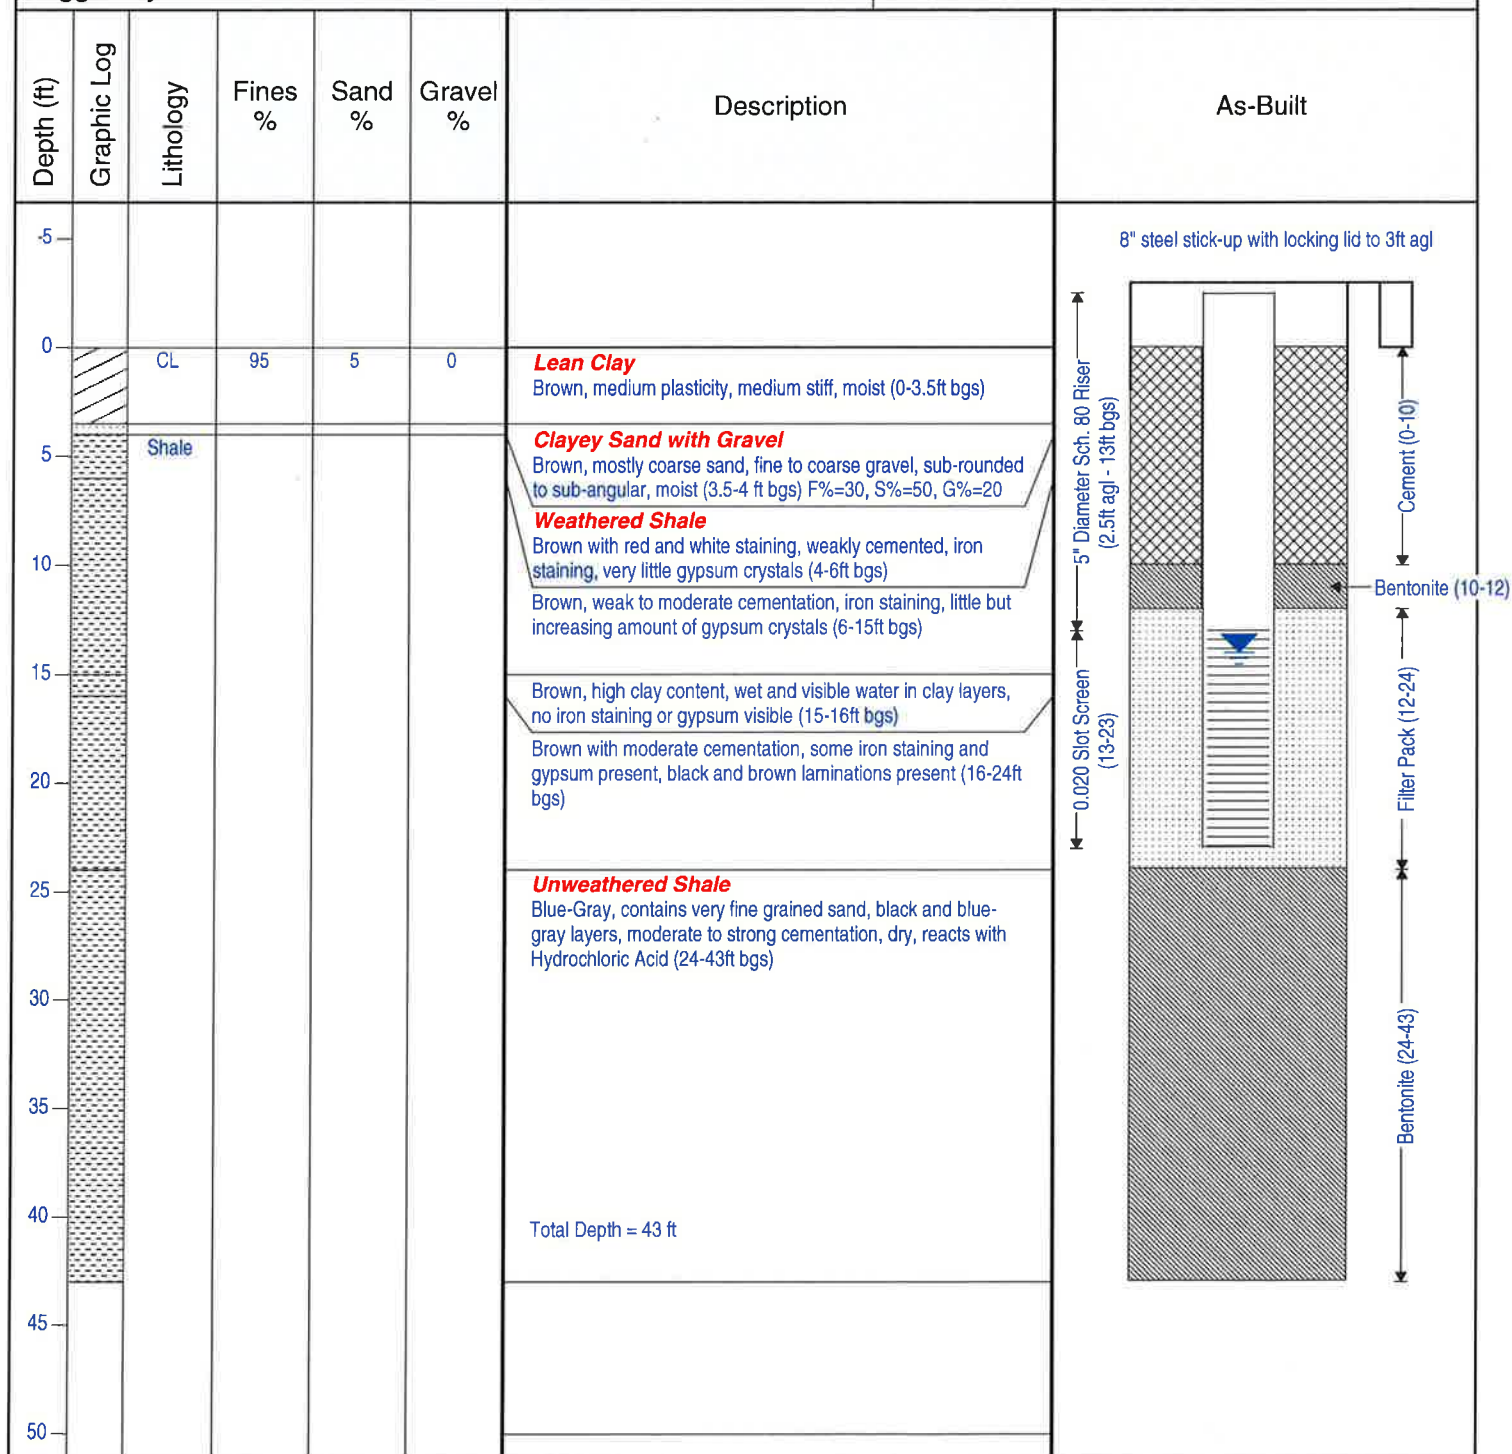 Depth (ft)
Graphic Log
Lithology
Fines
%
Sand
%
Gravel
%
Description
As-Built
-5
8" steel stick-up with locking lid to 3ft agl
0
CL
95
5
0
Lean Clay
Brown, medium plasticity, medium stiff, moist (0-3.5ft bgs)
5
Shale
Clayey Sand with Gravel
Brown, mostly coarse sand, fine to coarse gravel, sub-rounded
to sub-angular, moist (3.5-4 ft bgs) F%=30, S%=50, G%=20
Weathered Shale
Brown with red and white staining, weakly cemented, iron
staining, very little gypsum crystals (4-6ft bgs)
10
Brown, weak to moderate cementation, iron staining, little but
increasing amount of gypsum crystals (6-15ft bgs)
15
Brown, high clay content, wet and visible water in clay layers,
no iron staining or gypsum visible (15-16ft bgs)
Brown with moderate cementation, some iron staining and
gypsum present, black and brown laminations present (16-24ft
bgs)
20
25
Unweathered Shale
Blue-Gray, contains very fine grained sand, black and blue-
gray layers, moderate to strong cementation, dry, reacts with
Hydrochloric Acid (24-43ft bgs)
30
35
40
Total Depth = 43 ft
45
50
5" Diameter Sch. 80 Riser
(2.5ft agl - 13ft bgs)
0.020 Slot Screen
(13-23)
Cement (0-10)
Bentonite (10-12)
Filter Pack (12-24)
Bentonite (24-43)